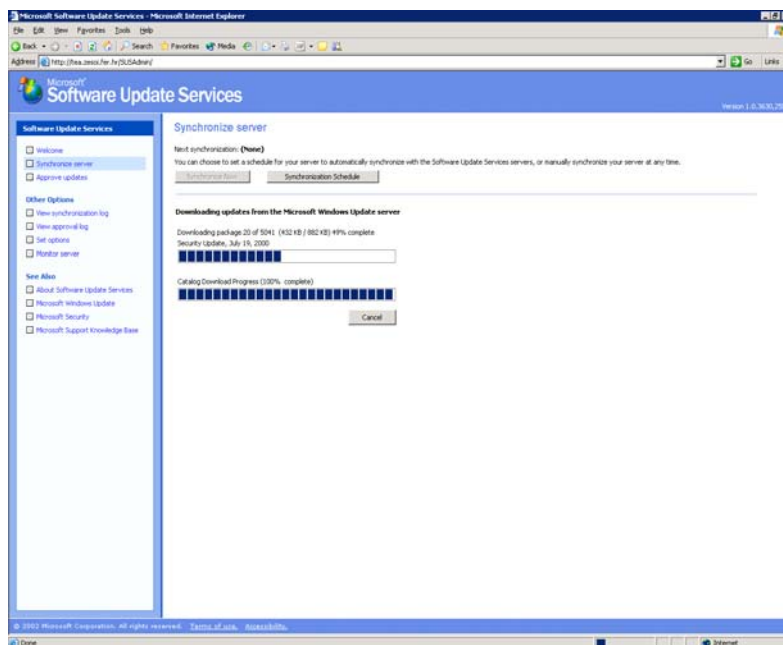 Microsoft Software Update Services - Microsoft Internet Explorer
File Edit View Favorites Tools Help
Back Search Favorites Media
Address http://tea.zesoi.fer.hr/SUSAdmin/ Go Links
Microsoft
Software Update Services
Version 1.0.3630,25
Software Update Services
Welcome
Synchronize server
Approve updates
Other Options
View synchronization log
View approval log
Set options
Monitor server
See Also
About Software Update Services
Microsoft Windows Update
Microsoft Security
Microsoft Support Knowledge Base
Synchronize server
Next synchronization: (None)
You can choose to set a schedule for your server to automatically synchronize with the Software Update Services servers, or manually synchronize your server at any time.
Synchronize Now Synchronization Schedule
Downloading updates from the Microsoft Windows Update server
Downloading package 20 of 5041 (432 KB / 882 KB) 49% complete
Security Update, July 19, 2000
Catalog Download Progress (100% complete)
Cancel
© 2002 Microsoft Corporation. All rights reserved. Terms of use. Accessibility.
Done Internet